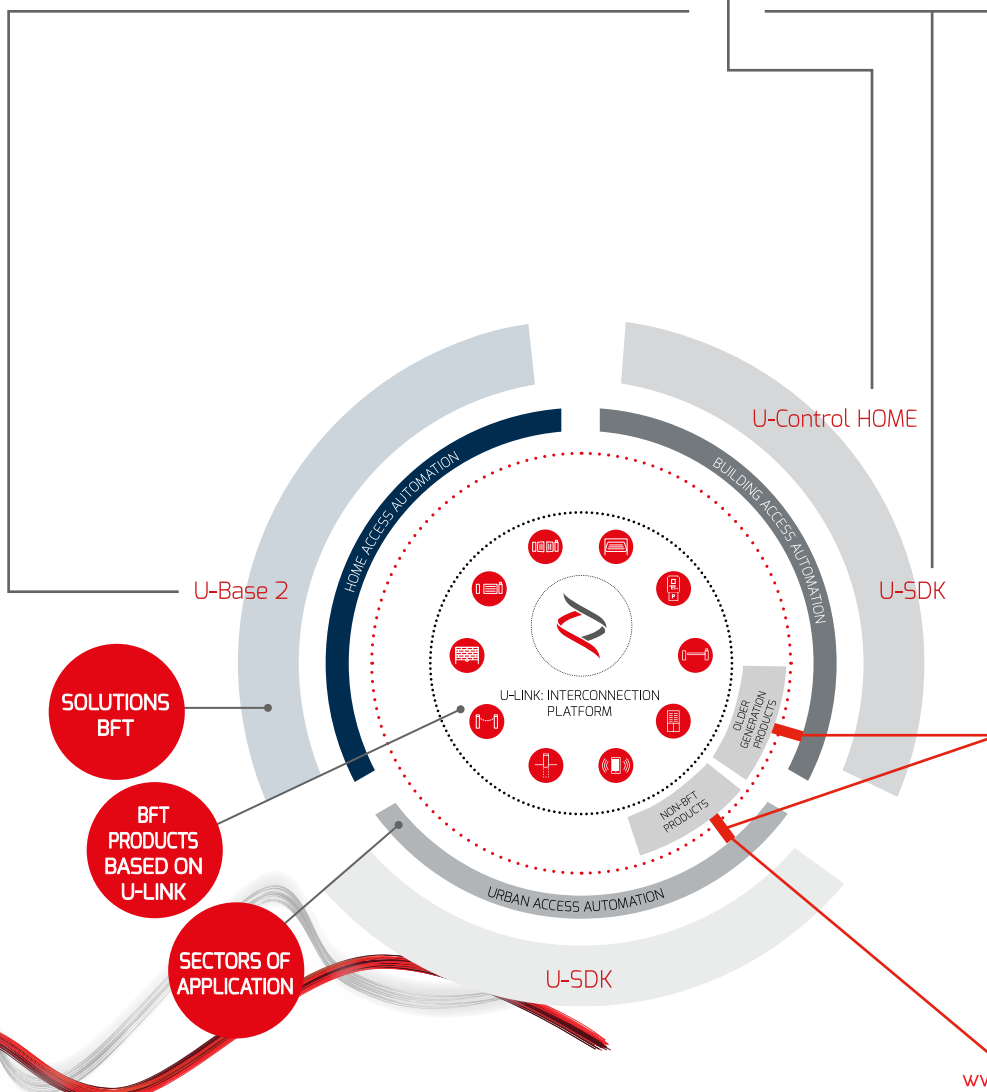 U-Control HOME
HOME ACCESS AUTOMATION
BUILDING ACCESS AUTOMATION
U-Base 2
U-SDK
P
SOLUTIONS
BFT
U-LINK: INTERCONNECTION
PLATFORM
OLDER
GENERATION
PRODUCTS
BFT
PRODUCTS
BASED ON
U-LINK
NON-BFT
PRODUCTS
URBAN ACCESS AUTOMATION
SECTORS OF
APPLICATION
U-SDK